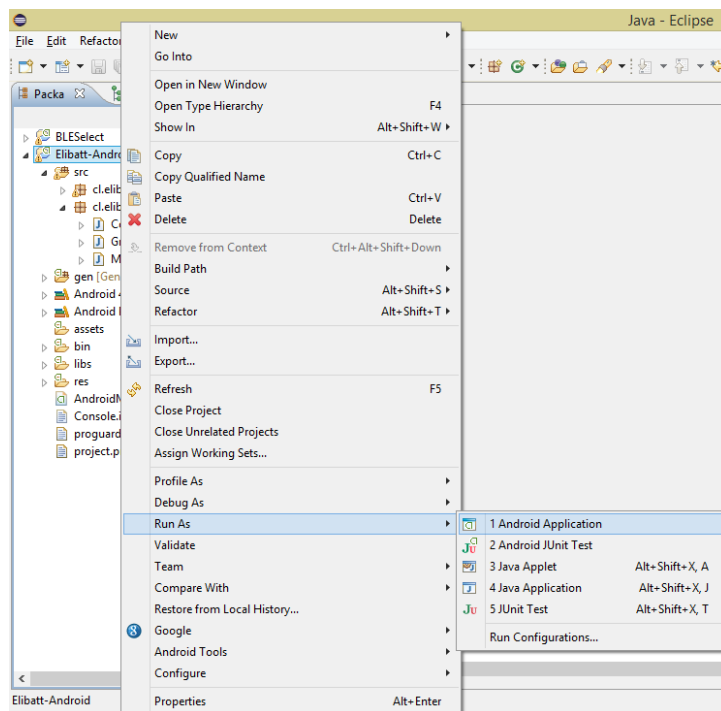 Java - Eclipse
File Edit Refactor
Packa
BLESelect
Elibatt-Andro
src
cl.elib
cl.elib
gen [Gen
Android
Android
assets
bin
libs
res
Android
Console.i
proguard
project.p
Elibatt-Android
New
Go Into
Open in New Window
Open Type Hierarchy F4
Show In Alt+Shift+W
Copy Ctrl+C
Copy Qualified Name
Paste Ctrl+V
Delete Delete
Remove from Context Ctrl+Alt+Shift+Down
Build Path
Source Alt+Shift+S
Refactor Alt+Shift+T
Import...
Export...
Refresh F5
Close Project
Close Unrelated Projects
Assign Working Sets...
Profile As
Debug As
Run As
Validate
Team
Compare With
Restore from Local History...
Google
Android Tools
Configure
Properties Alt+Enter
1 Android Application
2 Android JUnit Test
3 Java Applet Alt+Shift+X, A
4 Java Application Alt+Shift+X, J
5 JUnit Test Alt+Shift+X, T
Run Configurations...